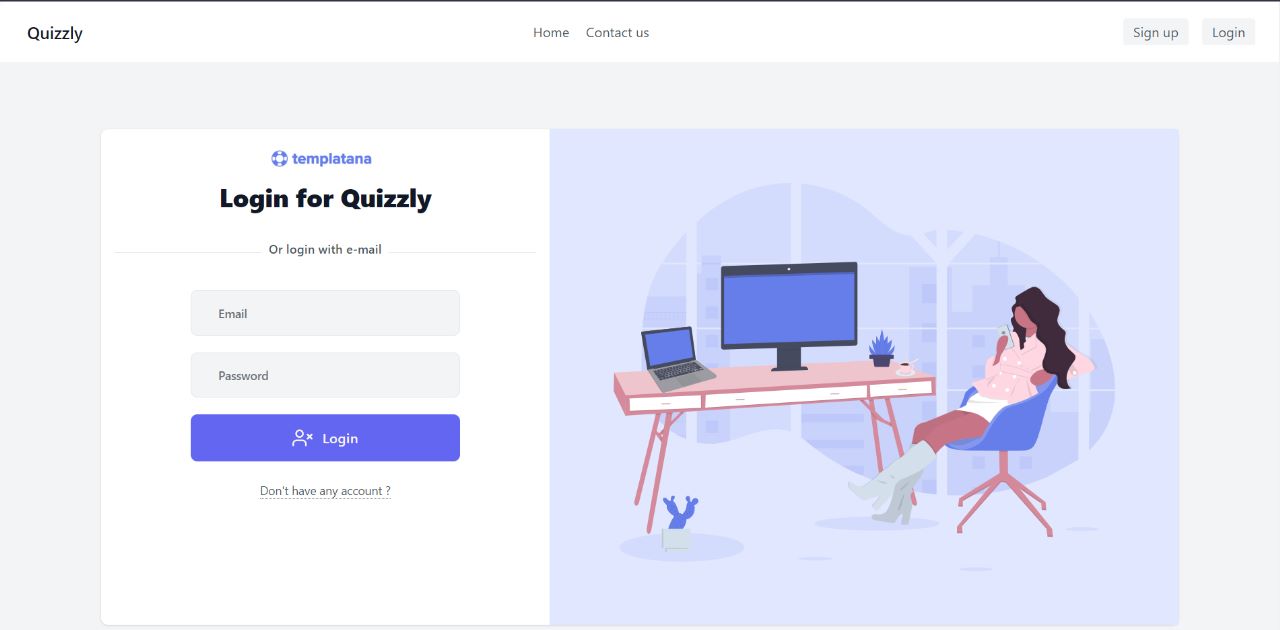 Quizzly
Home
Contact us
Sign up
Login
templatana
Login for Quizzly
Or login with e-mail
Email
Password
Login
Don't have any account ?